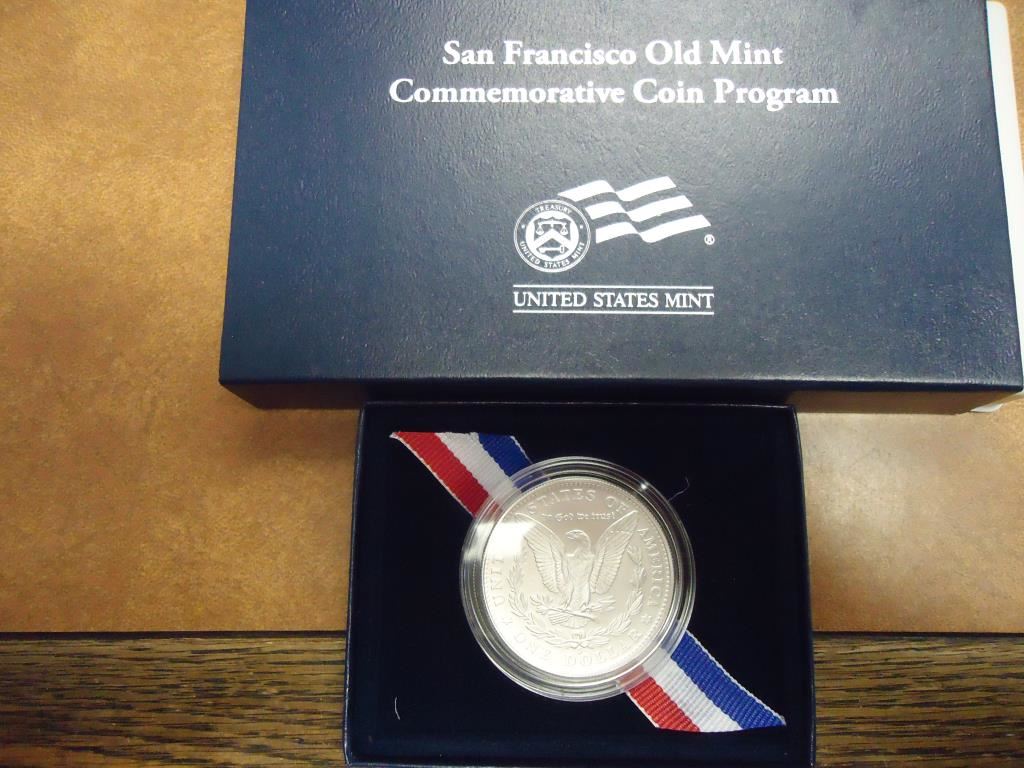 San Francisco Old Mint
Commemorative Coin Program
TREASURY
UNITED STATES MINT
®
UNITED STATES MINT
UNITED STATES OF AMERICA
In God we trust
ONE DOLLAR